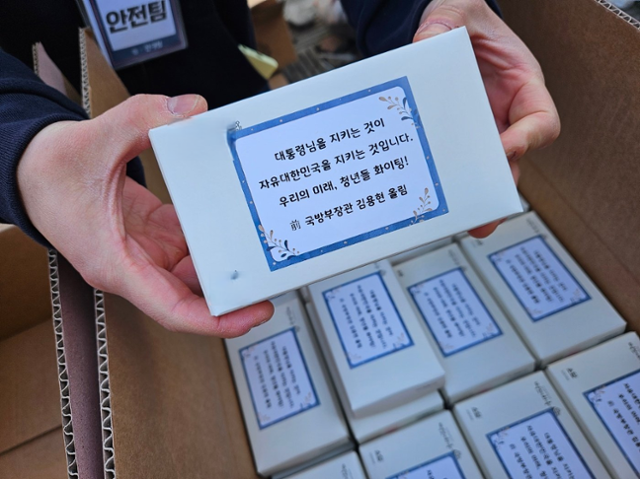 안전팀
대통령님을 지키는 것이
자유대한민국을 지키는 것입니다.
우리의 미래, 청년들 화이팅!
前 국방부장관 김용현 올림